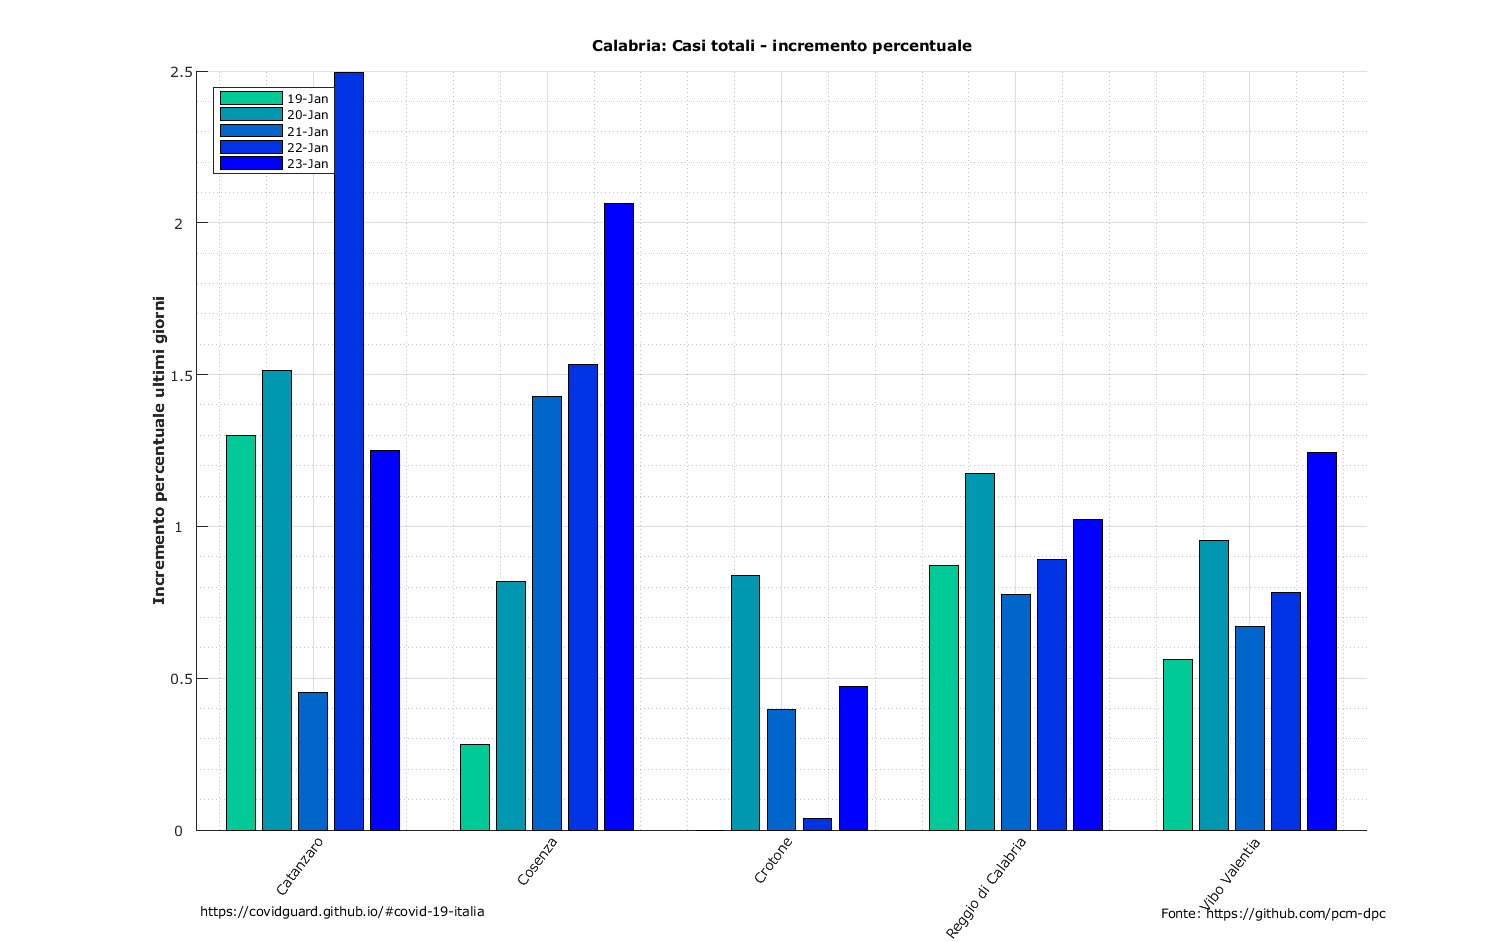 Calabria: Casi totali - incremento percentuale
Incremento percentuale ultimi giorni
2.5
2
1.5
1
0.5
0
19-Jan
20-Jan
21-Jan
22-Jan
23-Jan
Catanzaro
Cosenza
Crotone
Reggio di Calabria
Vibo Valentia
https://covidguard.github.io/#covid-19-italia
Fonte: https://github.com/pcm-dpc